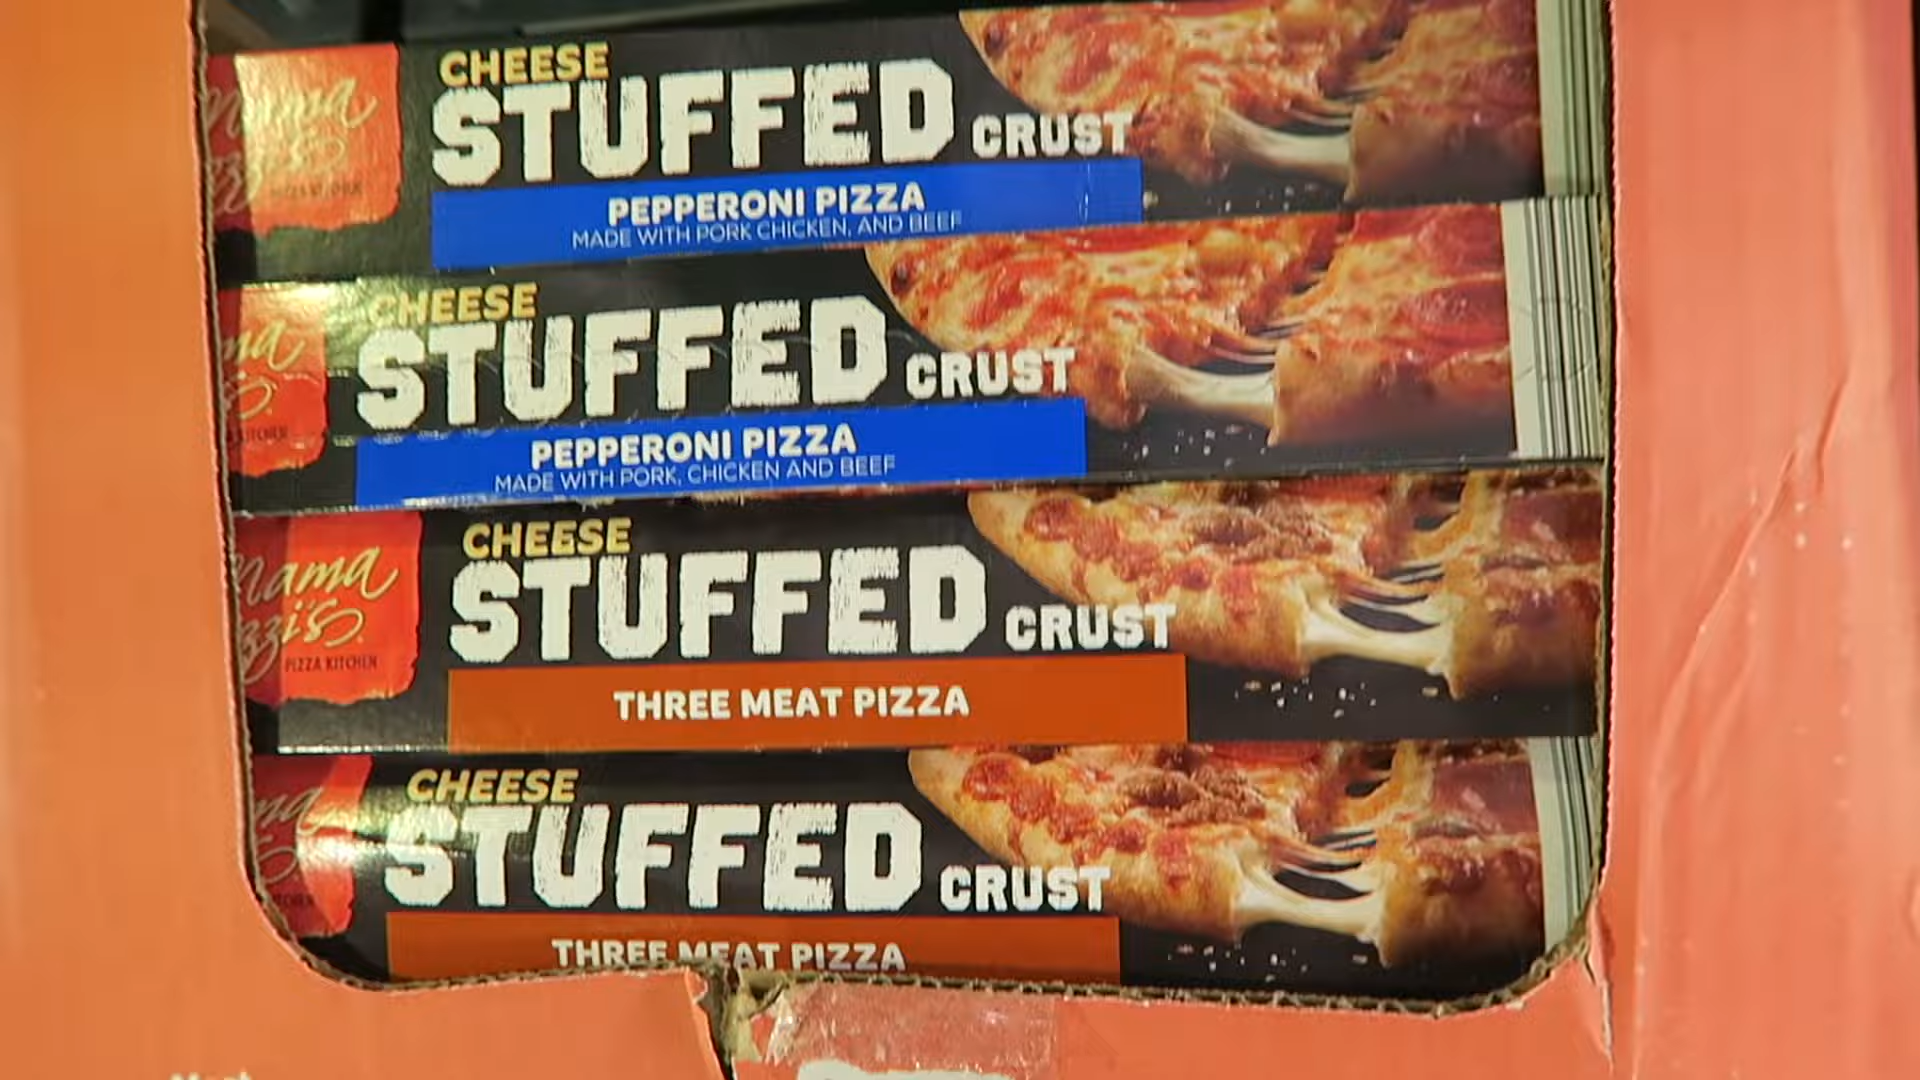 CHEESE
STUFFED CRUST
PEPPERONI PIZZA
MADE WITH PORK CHICKEN, AND BEEF
CHEESE
STUFFED CRUST
PEPPERONI PIZZA
MADE WITH PORK, CHICKEN AND BEEF
Mama
zzi's
PIZZA KITCHEN
CHEESE
STUFFED CRUST
THREE MEAT PIZZA
CHEESE
STUFFED CRUST
THREE MEAT PIZZA